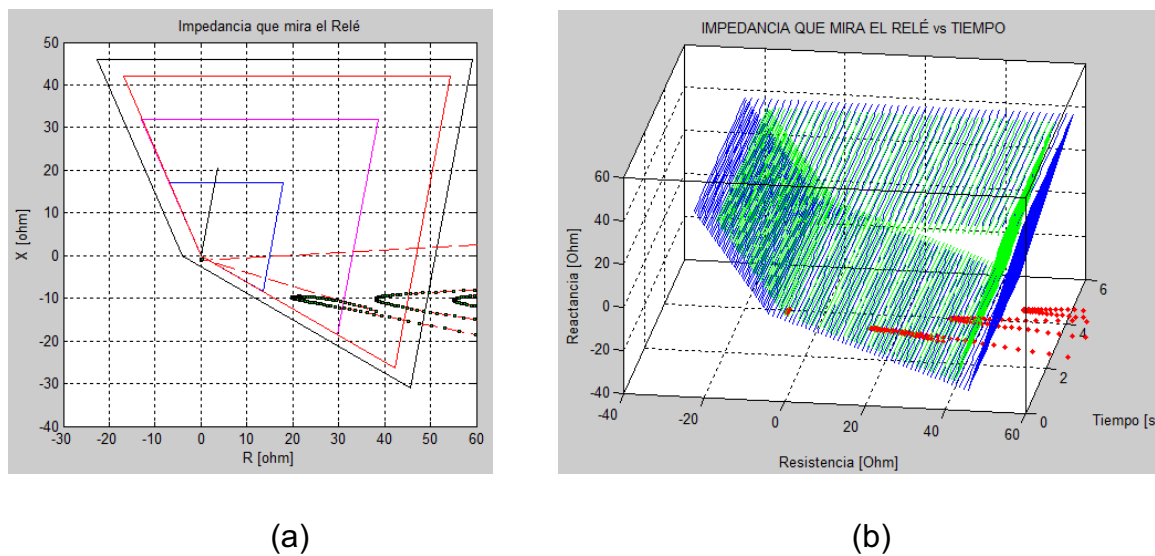 Impedancia que mira el Relé
50
40
30
20
10
0
-10
-20
-30
-40
X [ohm]
-30 -20 -10 0 10 20 30 40 50 60
R [ohm]
(a)
IMPEDANCIA QUE MIRA EL RELÉ vs TIEMPO
60
40
20
0
-20
-40
Reactancia [Ohm]
-40 -20 0 20 40 60
Resistencia [Ohm]
0 2 4 6
Tiempo [s
(b)